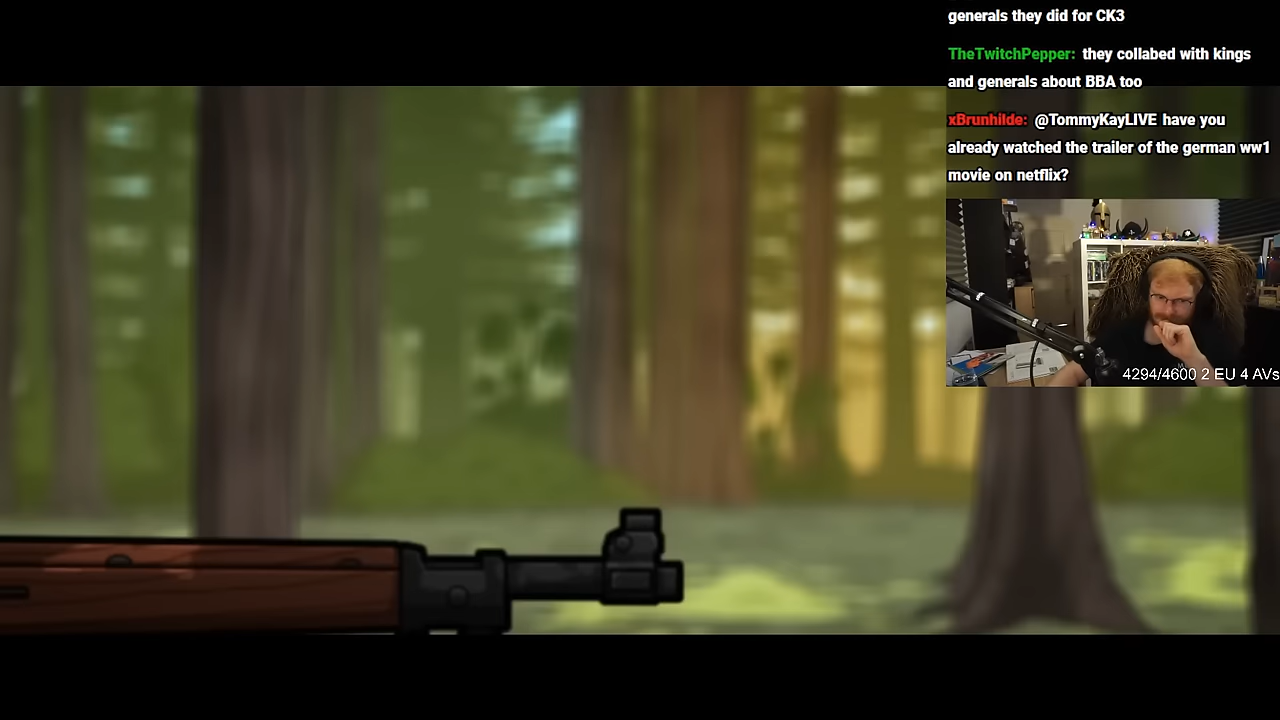 generals they did for CK3
TheTwitchPepper: they collabed with kings
and generals about BBA too
xBrunhilde: @TommyKayLIVE have you
already watched the trailer of the german ww1
movie on netflix?
4294/4600 2 EU 4 AVs